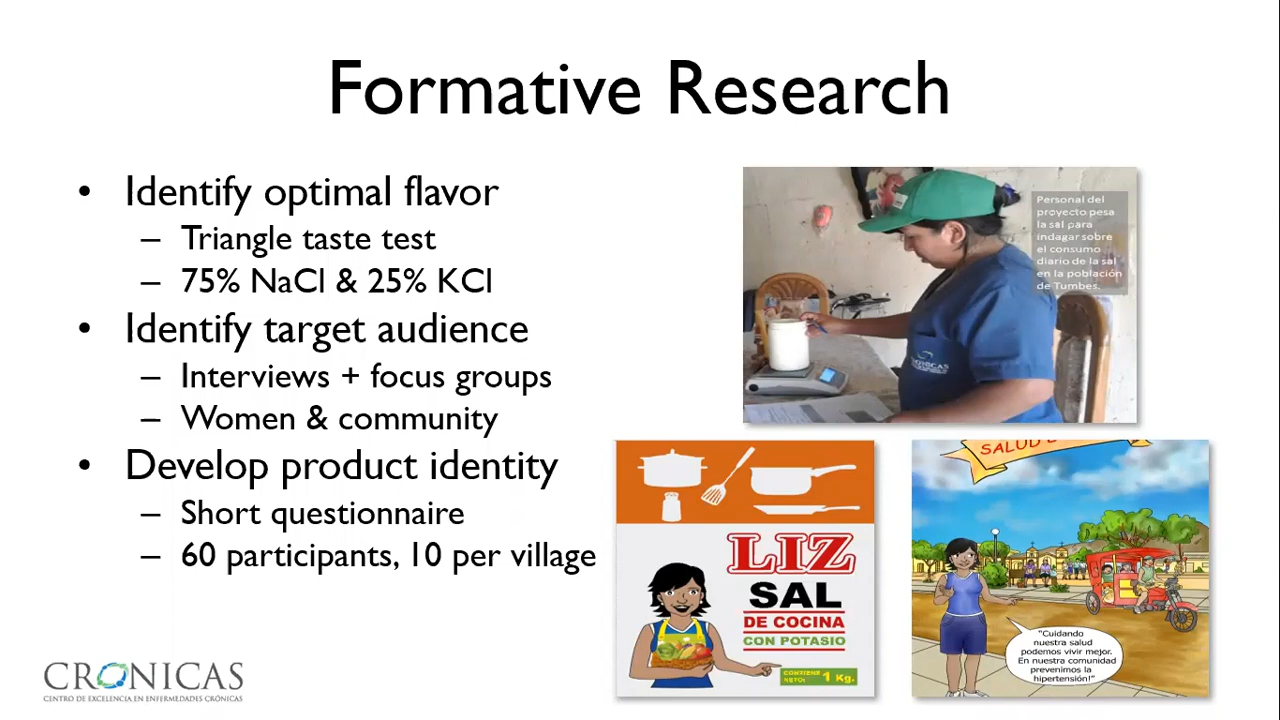 Formative Research
• Identify optimal flavor
– Triangle taste test
– 75% NaCl & 25% KCl
• Identify target audience
– Interviews + focus groups
– Women & community
• Develop product identity
– Short questionnaire
– 60 participants, 10 per village
Personal del
proyecto pesa
la sal para
indagar sobre
el consumo
diario de la sal
en la población
de Tumbes.
CRONICAS
LIZ
SAL
DE COCINA
CON POTASIO
CONTIENE
NETO: 1 Kg.
SALUD
"Cuidando
nuestra salud
podemos vivir mejor.
En nuestra comunidad
prevenimos la
hipertensión!"
CRONICAS
CENTRO DE EXCELENCIA EN ENFERMEDADES CRÓNICAS